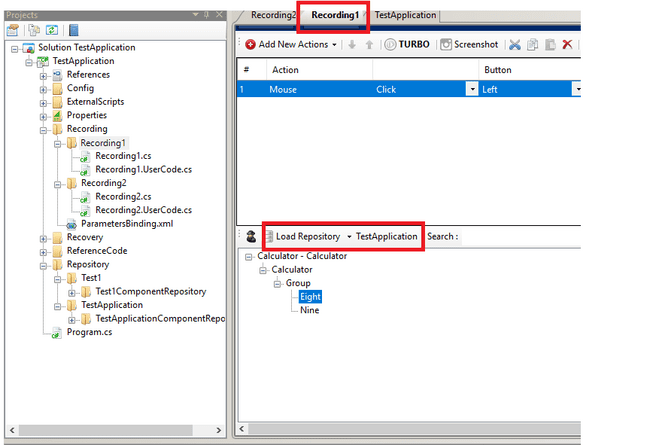 Projects
Solution TestApplication
TestApplication
References
Config
ExternalScripts
Properties
Recording
Recording1
Recording1.cs
Recording1.UserCode.cs
Recording2
Recording2.cs
Recording2.UserCode.cs
ParametersBinding.xml
Recovery
ReferenceCode
Repository
Test1
Test1ComponentRepository
TestApplication
TestApplicationComponentRepo
Program.cs
Recording2 Recording1 TestApplication
Add New Actions TURBO Screenshot
# Action Button
1 Mouse Click Left
Load Repository TestApplication Search :
Calculator - Calculator
Calculator
Group
Eight
Nine